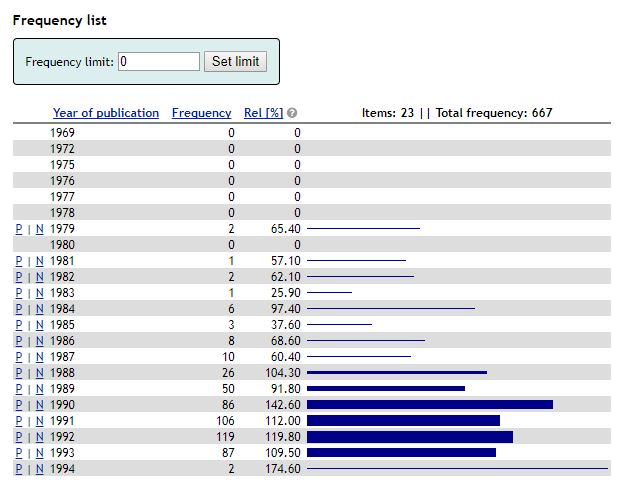 Frequency list
Frequency limit: 0 Set limit
Year of publication Frequency Rel [%] ? Items: 23 || Total frequency: 667
1969 0 0
1972 0 0
1975 0 0
1976 0 0
1977 0 0
1978 0 0
P | N 1979 2 65.40
1980 0 0
P | N 1981 1 57.10
P | N 1982 2 62.10
P | N 1983 1 25.90
P | N 1984 6 97.40
P | N 1985 3 37.60
P | N 1986 8 68.60
P | N 1987 10 60.40
P | N 1988 26 104.30
P | N 1989 50 91.80
P | N 1990 86 142.60
P | N 1991 106 112.00
P | N 1992 119 119.80
P | N 1993 87 109.50
P | N 1994 2 174.60